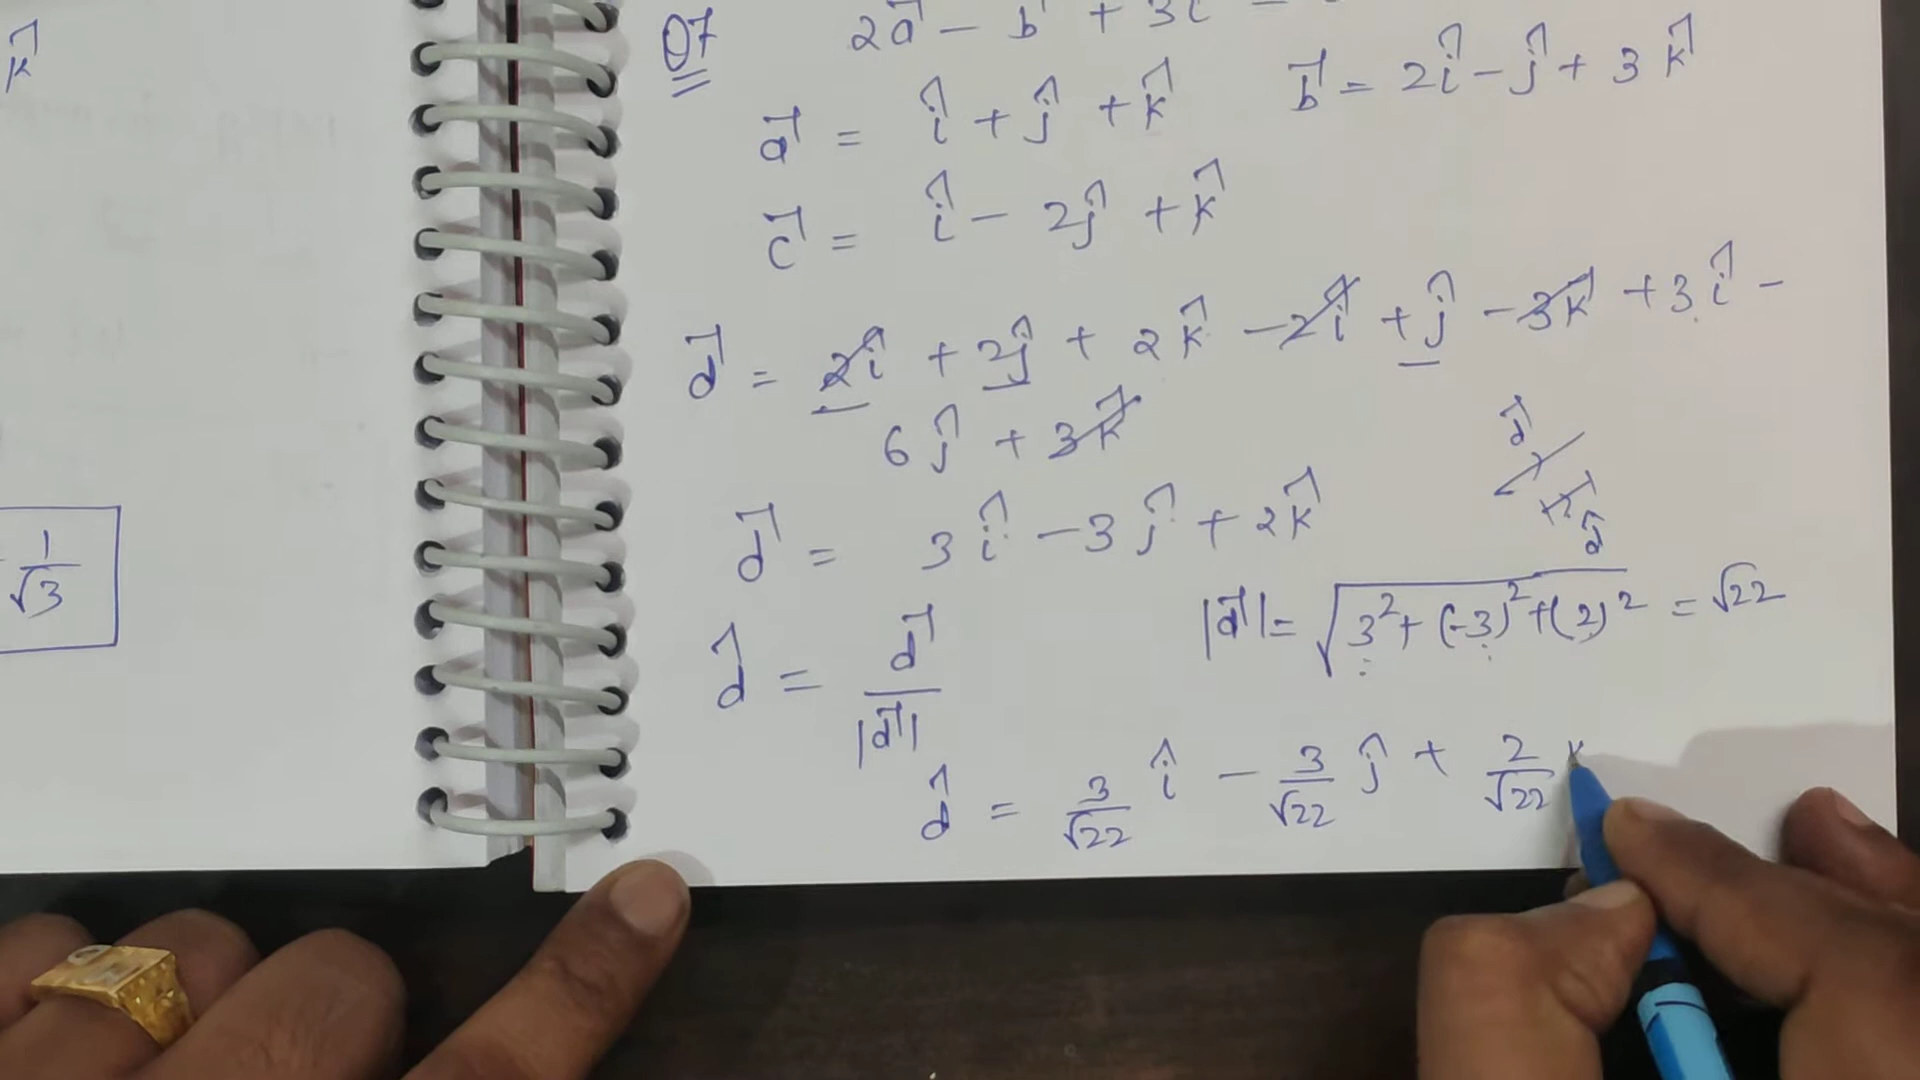 k̂
1/√3
Q7 2a⃗ − b⃗ + 3c⃗
a⃗ = î + ĵ + k̂ b⃗ = 2î − ĵ + 3k̂
c⃗ = î − 2ĵ + k̂
d⃗ = 2î + 2ĵ + 2k̂ − 2î + ĵ − 3k̂ + 3î −
6ĵ + 3k̂
d⃗ = 3î − 3ĵ + 2k̂
d̂ = d⃗/|d⃗| |d⃗| = √(3² + (−3)² + (2)²) = √22
d̂ = 3/√22 î − 3/√22 ĵ + 2/√22 k